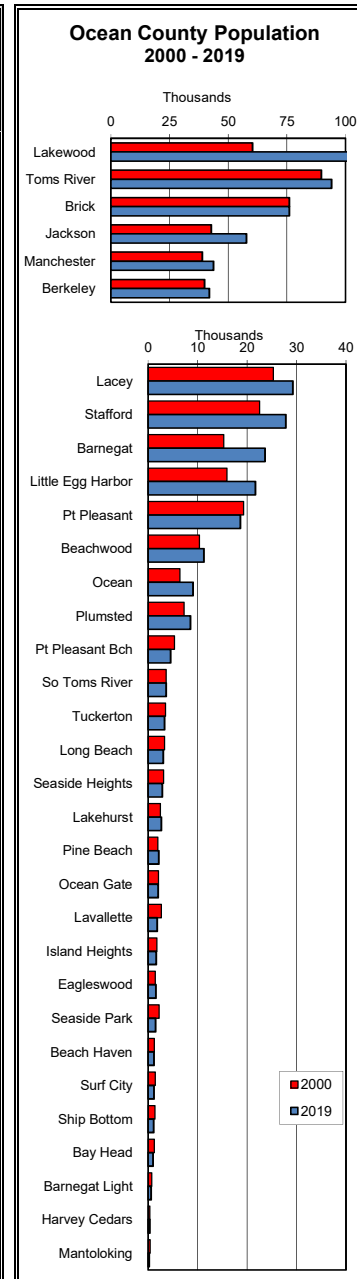 Ocean County Population
2000 - 2019
Thousands
0 25 50 75 100
Lakewood
Toms River
Brick
Jackson
Manchester
Berkeley
Thousands
0 10 20 30 40
Lacey
Stafford
Barnegat
Little Egg Harbor
Pt Pleasant
Beachwood
Ocean
Plumsted
Pt Pleasant Bch
So Toms River
Tuckerton
Long Beach
Seaside Heights
Lakehurst
Pine Beach
Ocean Gate
Lavallette
Island Heights
Eagleswood
Seaside Park
Beach Haven
Surf City
Ship Bottom
Bay Head
Barnegat Light
Harvey Cedars
Mantoloking
2000
2019